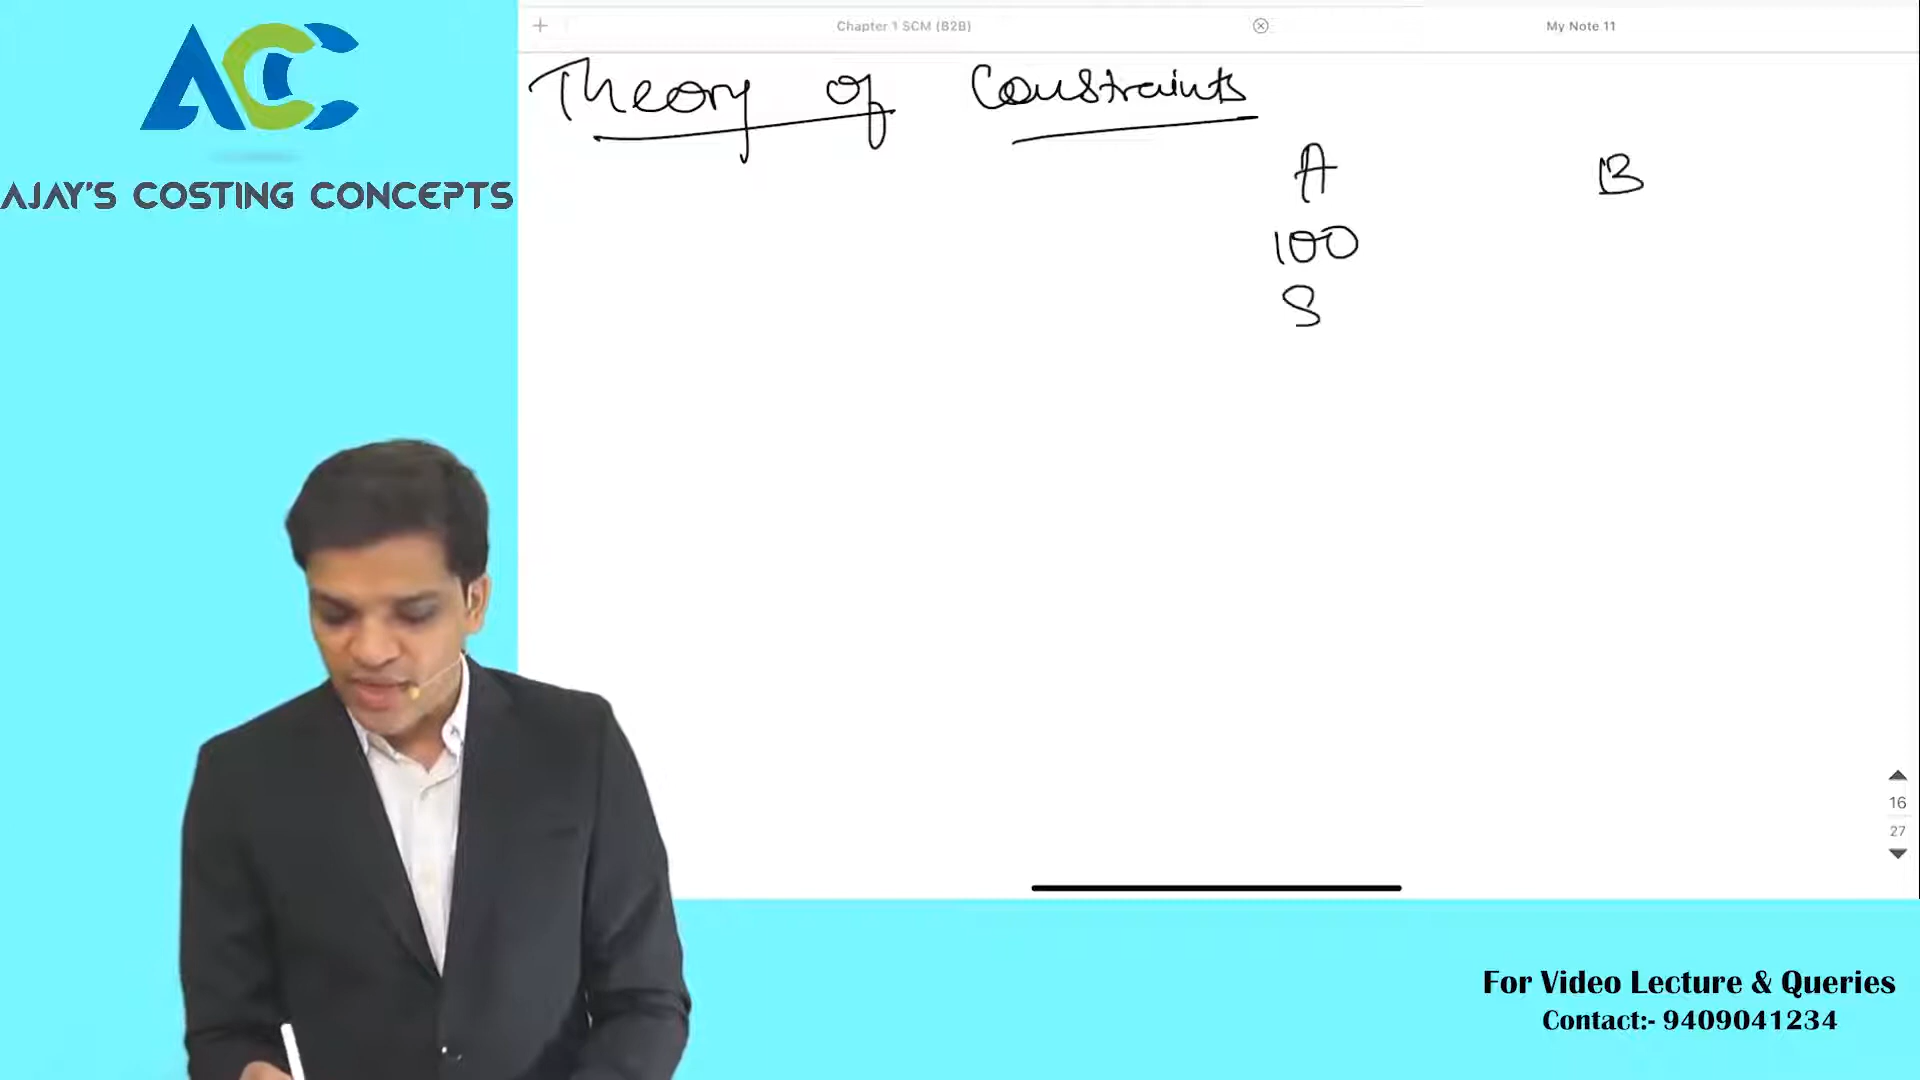 ACC
AJAY'S COSTING CONCEPTS
+ Chapter 1 SCM (B2B) My Note 11
Theory of Constraints
A B
100
S
16
27
For Video Lecture & Queries
Contact:- 9409041234